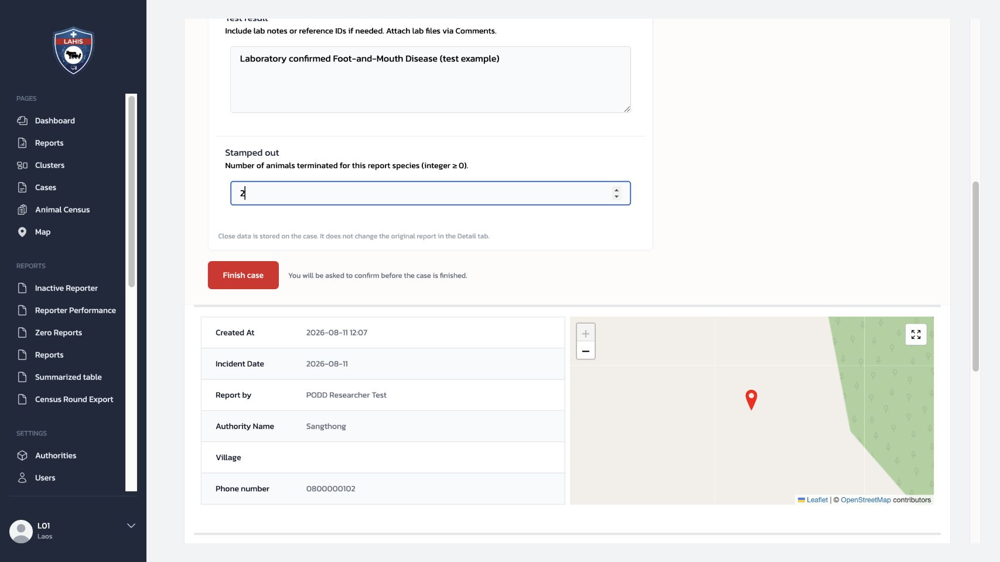 LAHIS
PAGES
Dashboard
Reports
Clusters
Cases
Animal Census
Map
REPORTS
Inactive Reporter
Reporter Performance
Zero Reports
Reports
Summarized table
Census Round Export
SETTINGS
Authorities
Users
L01
Laos
Test result
Include lab notes or reference IDs if needed. Attach lab files via Comments.
Laboratory confirmed Foot-and-Mouth Disease (test example)
Stamped out
Number of animals terminated for this report species (integer ≥ 0).
2
Close data is stored on the case. It does not change the original report in the Detail tab.
Finish case
You will be asked to confirm before the case is finished.
Created At 2026-08-11 12:07
Incident Date 2026-08-11
Report by PODD Researcher Test
Authority Name Sangthong
Village
Phone number 0800000102
+
−
Leaflet | © OpenStreetMap contributors